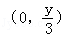 (0, y/3)